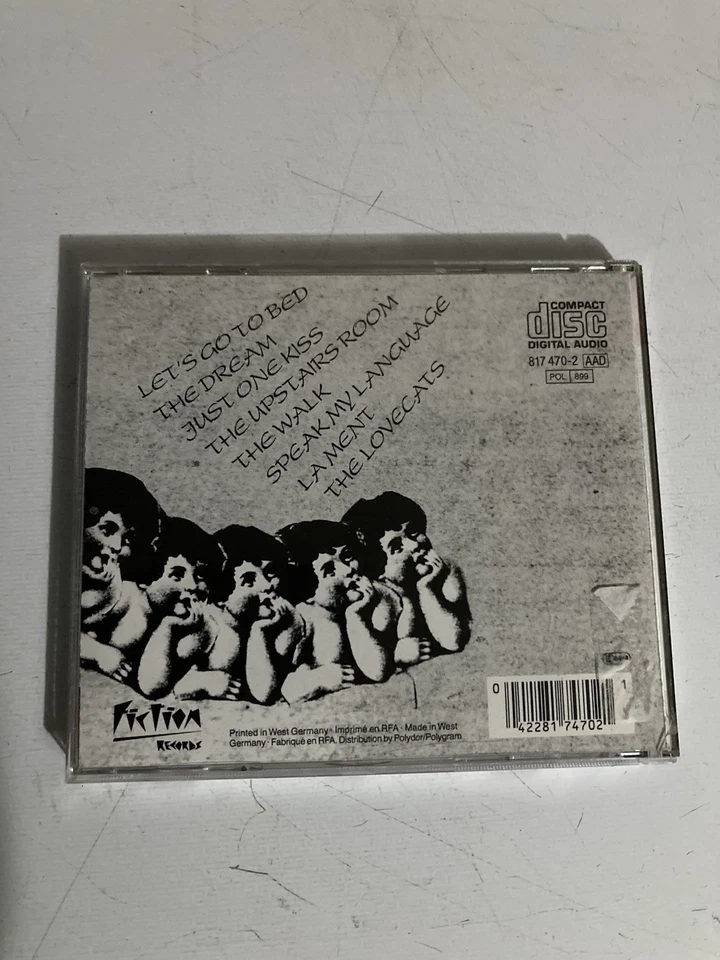 LET'S GO TO BED
THE DREAM
JUST ONE KISS
THE UPSTAIRS ROOM
THE WALK
SPEAK MY LANGUAGE
LAMENT
THE LOVECATS
COMPACT
disc
DIGITAL AUDIO
817 470-2 AAD
POL 899
FicTion
RECORDS
Printed in West Germany · Imprimé en RFA · Made in West
Germany · Fabriqué en RFA. Distribution by Polydor/Polygram
0 42281 74702 1